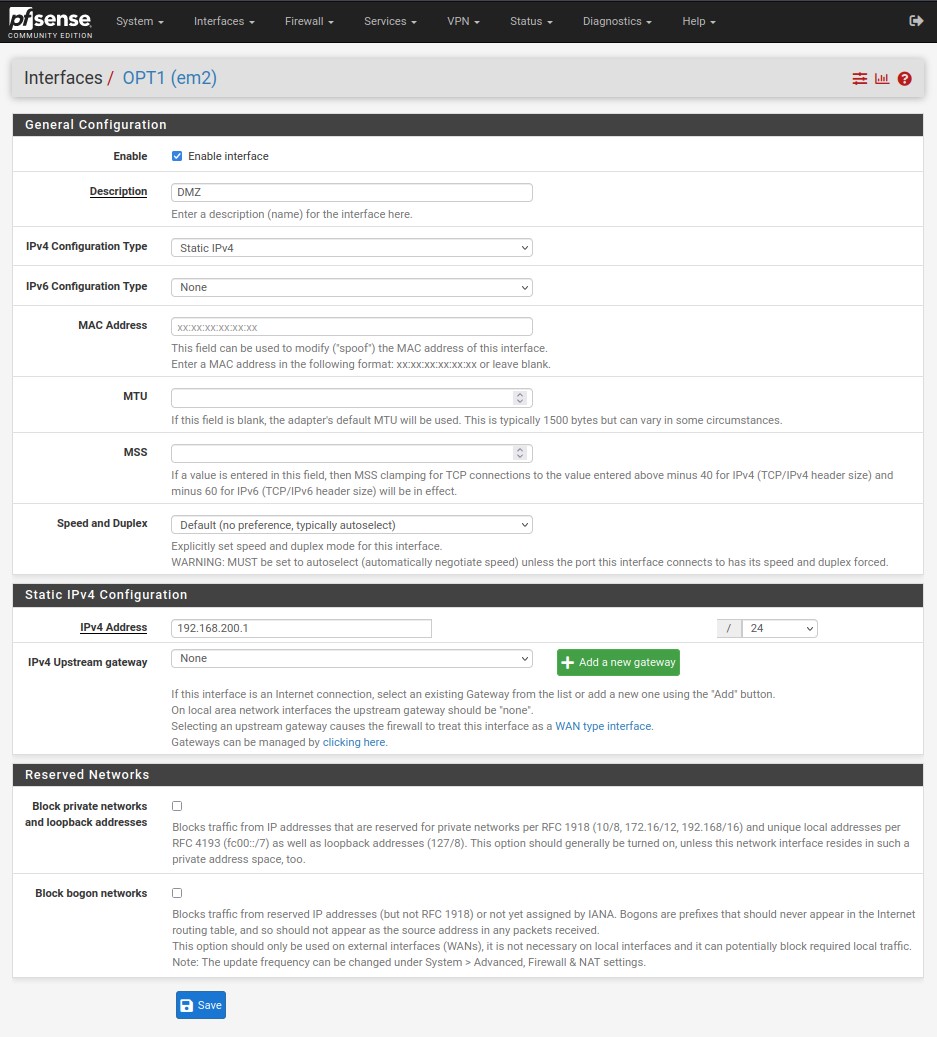 pfsense
COMMUNITY EDITION
System Interfaces Firewall Services VPN Status Diagnostics Help
Interfaces / OPT1 (em2)
General Configuration
Enable Enable interface
Description DMZ
Enter a description (name) for the interface here.
IPv4 Configuration Type Static IPv4
IPv6 Configuration Type None
MAC Address xx:xx:xx:xx:xx:xx
This field can be used to modify ("spoof") the MAC address of this interface.
Enter a MAC address in the following format: xx:xx:xx:xx:xx:xx or leave blank.
MTU
If this field is blank, the adapter's default MTU will be used. This is typically 1500 bytes but can vary in some circumstances.
MSS
If a value is entered in this field, then MSS clamping for TCP connections to the value entered above minus 40 for IPv4 (TCP/IPv4 header size) and
minus 60 for IPv6 (TCP/IPv6 header size) will be in effect.
Speed and Duplex Default (no preference, typically autoselect)
Explicitly set speed and duplex mode for this interface.
WARNING: MUST be set to autoselect (automatically negotiate speed) unless the port this interface connects to has its speed and duplex forced.
Static IPv4 Configuration
IPv4 Address 192.168.200.1 / 24
IPv4 Upstream gateway None Add a new gateway
If this interface is an Internet connection, select an existing Gateway from the list or add a new one using the "Add" button.
On local area network interfaces the upstream gateway should be "none".
Selecting an upstream gateway causes the firewall to treat this interface as a WAN type interface.
Gateways can be managed by clicking here.
Reserved Networks
Block private networks
and loopback addresses
Blocks traffic from IP addresses that are reserved for private networks per RFC 1918 (10/8, 172.16/12, 192.168/16) and unique local addresses per
RFC 4193 (fc00::/7) as well as loopback addresses (127/8). This option should generally be turned on, unless this network interface resides in such a
private address space, too.
Block bogon networks
Blocks traffic from reserved IP addresses (but not RFC 1918) or not yet assigned by IANA. Bogons are prefixes that should never appear in the Internet
routing table, and so should not appear as the source address in any packets received.
This option should only be used on external interfaces (WANs), it is not necessary on local interfaces and it can potentially block required local traffic.
Note: The update frequency can be changed under System > Advanced, Firewall & NAT settings.
Save